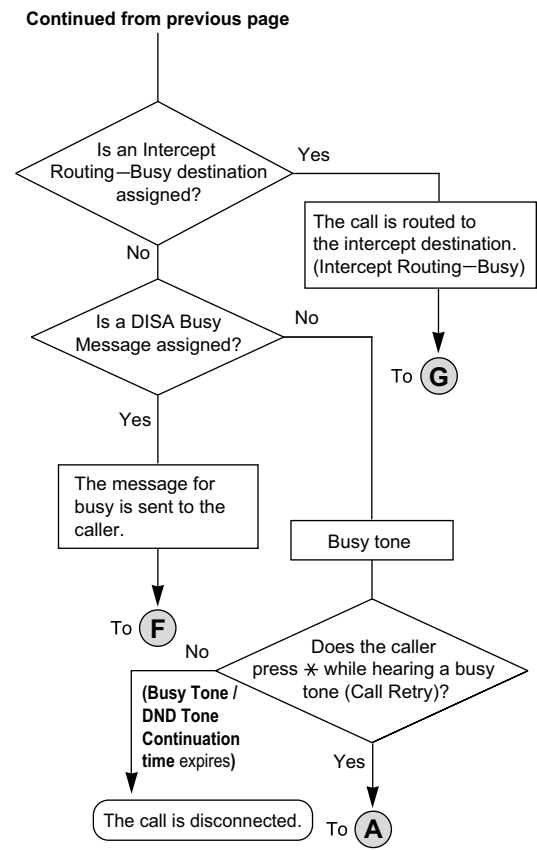 Continued from previous page
Is an Intercept
Routing—Busy destination
assigned?
Yes
The call is routed to
the intercept destination.
(Intercept Routing—Busy)
To G
No
Is a DISA Busy
Message assigned?
No
Yes
The message for
busy is sent to the
caller.
To F
Busy tone
Does the caller
press * while hearing a busy
tone (Call Retry)?
No
(Busy Tone /
DND Tone
Continuation
time expires)
The call is disconnected.
Yes
To A